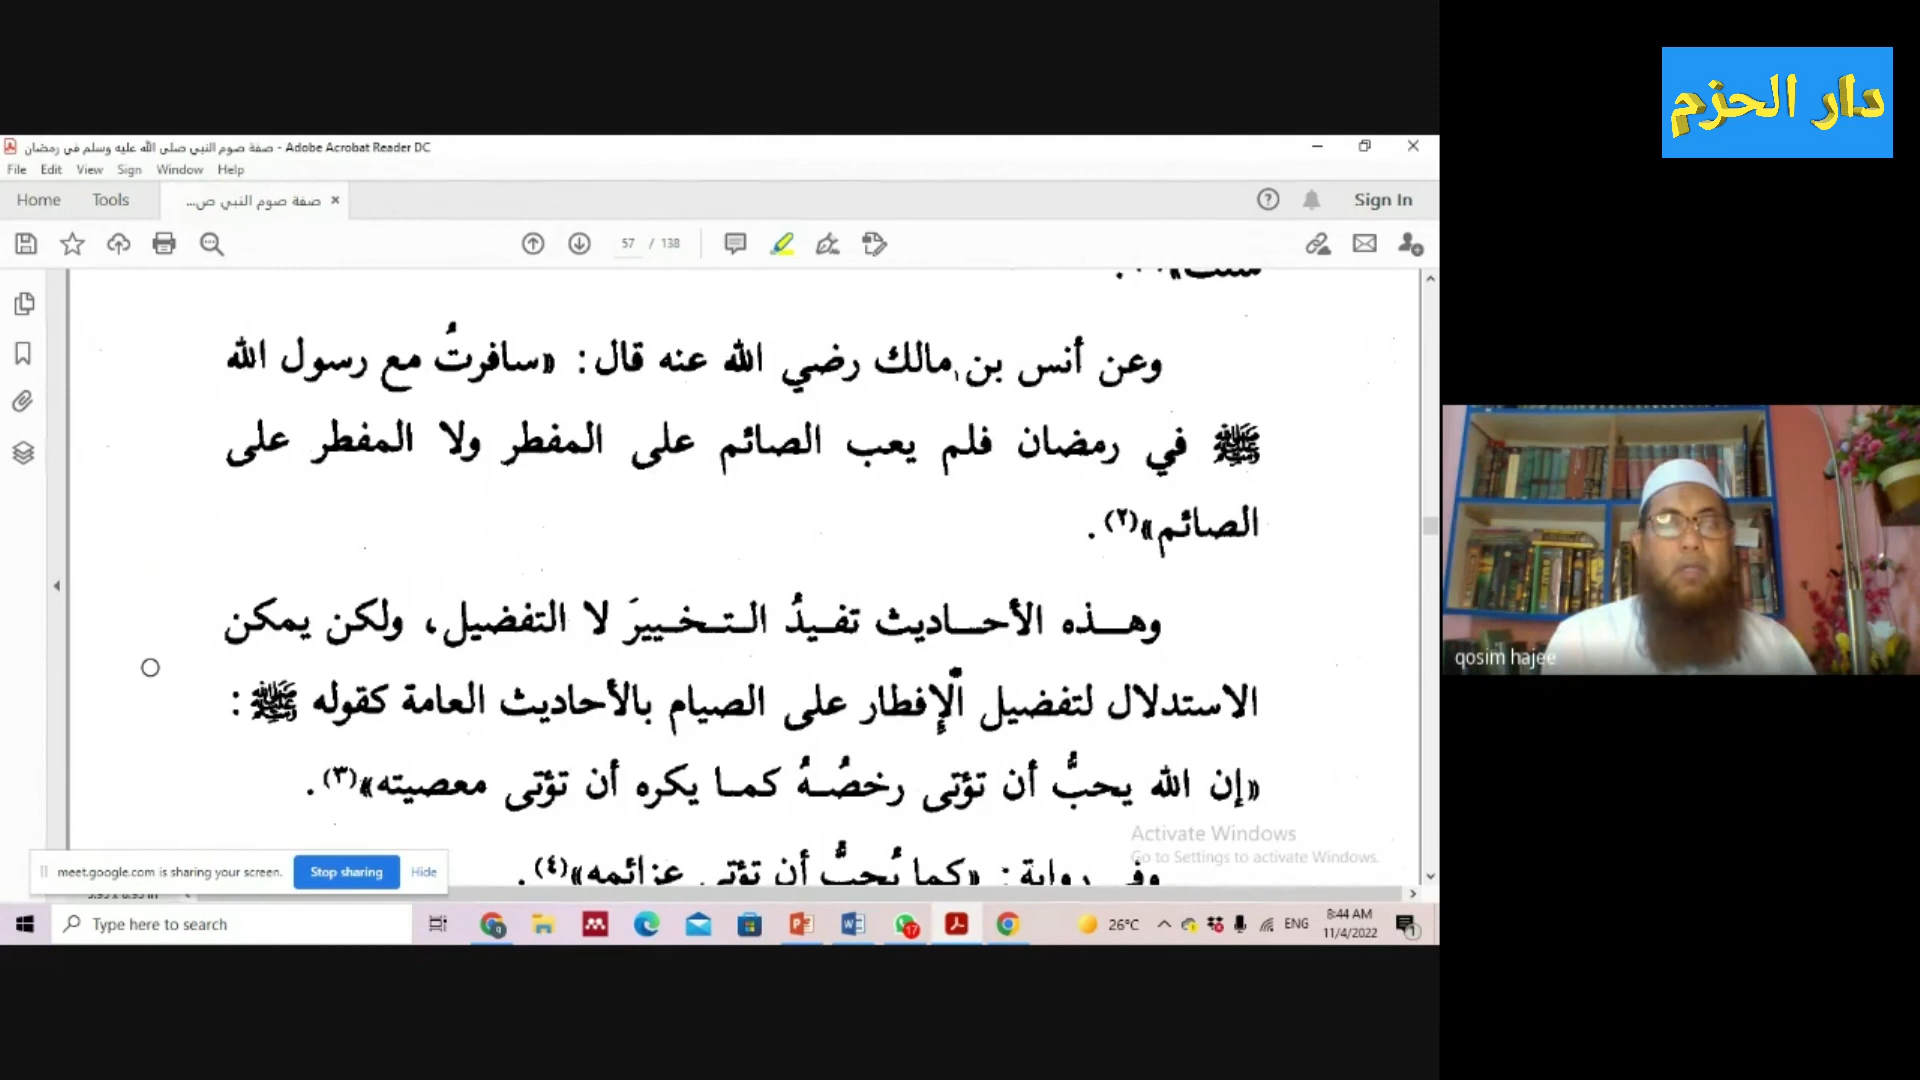 دار الحزم
صفة صوم النبي صلى الله عليه وسلم في رمضان - Adobe Acrobat Reader DC
File Edit View Sign Window Help
Home Tools صفة صوم النبي ص... × Sign In
57 / 138
وعن أنس بن مالك رضي الله عنه قال: «سافرتُ مع رسول الله
ﷺ في رمضان فلم يعب الصائم على المفطر ولا المفطر على
الصائم»(٢).
وهذه الأحاديث تفيدُ التخييرَ لا التفضيل، ولكن يمكن
الاستدلال لتفضيل الإفطار على الصيام بالأحاديث العامة كقوله ﷺ:
«إن الله يحبُّ أن تؤتى رخصُهُ كما يكره أن تؤتى معصيته»(٣).
وفي رواية: «كما يُحبُّ أن تؤتى عزائمه»(٤).
qosim hajee
Activate Windows
Go to Settings to activate Windows.
meet.google.com is sharing your screen. Stop sharing Hide
Type here to search
17
26°C ENG 8:44 AM
11/4/2022
1